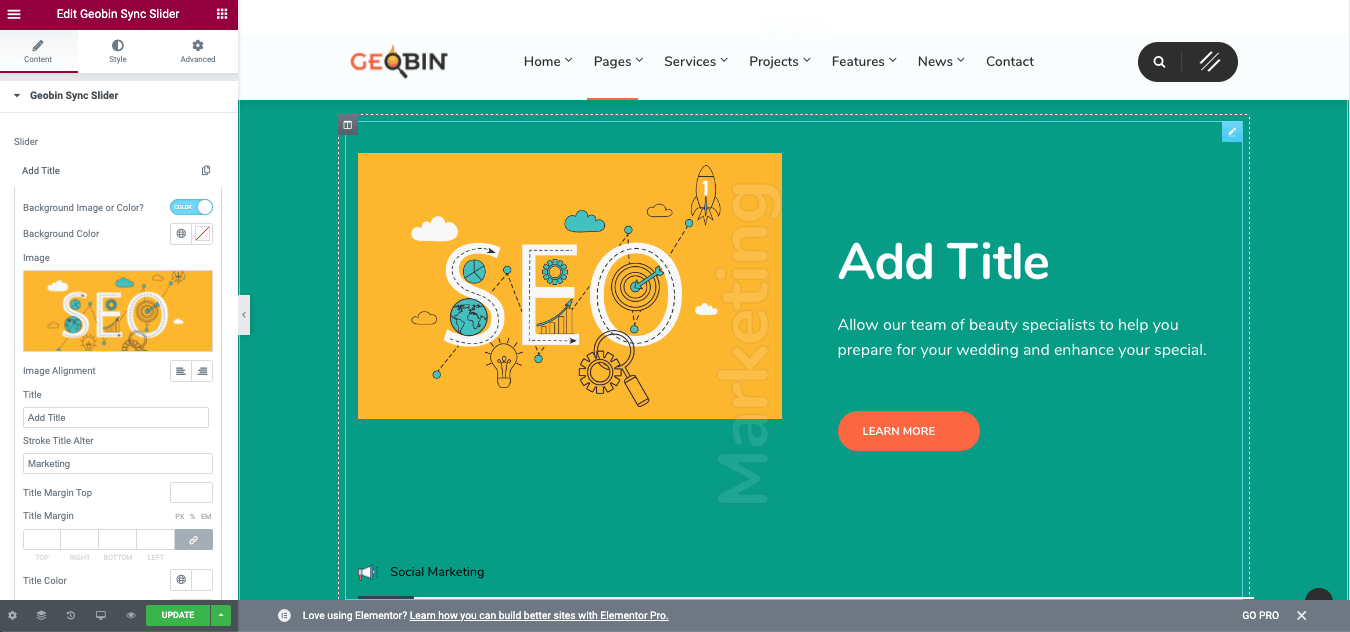 Edit Geobin Sync Slider
Content
Style
Advanced
Geobin Sync Slider
Slider
Add Title
Background Image or Color?
COLOR
Background Color
Image
SEO
Image Alignment
Title
Add Title
Stroke Title Alter
Marketing
Title Margin Top
Title Margin
PX % EM
TOP RIGHT BOTTOM LEFT
Title Color
UPDATE
GEOBIN
Home
Pages
Services
Projects
Features
News
Contact
1
SEO
Marketing
Add Title
Allow our team of beauty specialists to help you
prepare for your wedding and enhance your special.
LEARN MORE
Social Marketing
Love using Elementor? Learn how you can build better sites with Elementor Pro.
GO PRO